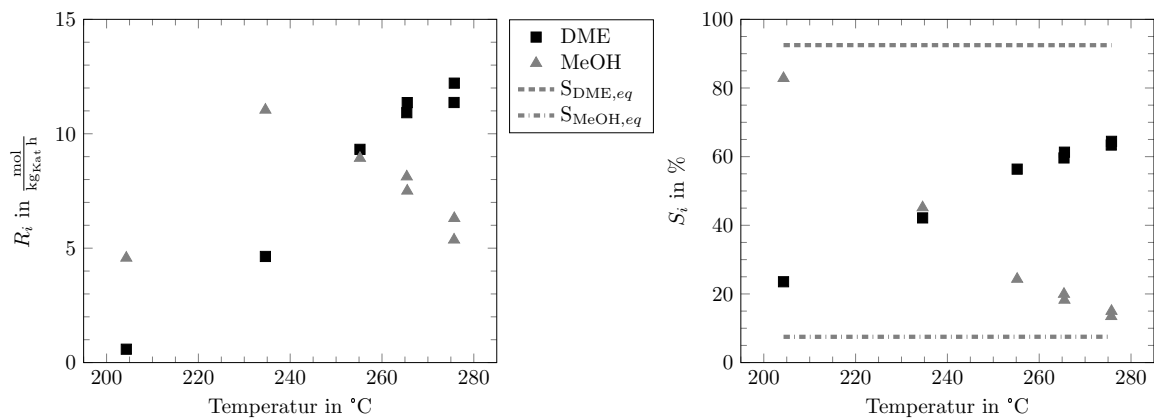 15
10
5
0
R_i in mol/kg_Kat h
200 220 240 260 280
Temperatur in °C
DME
MeOH
S_DME,eq
S_MeOH,eq
100
80
60
40
20
0
S_i in %
200 220 240 260 280
Temperatur in °C